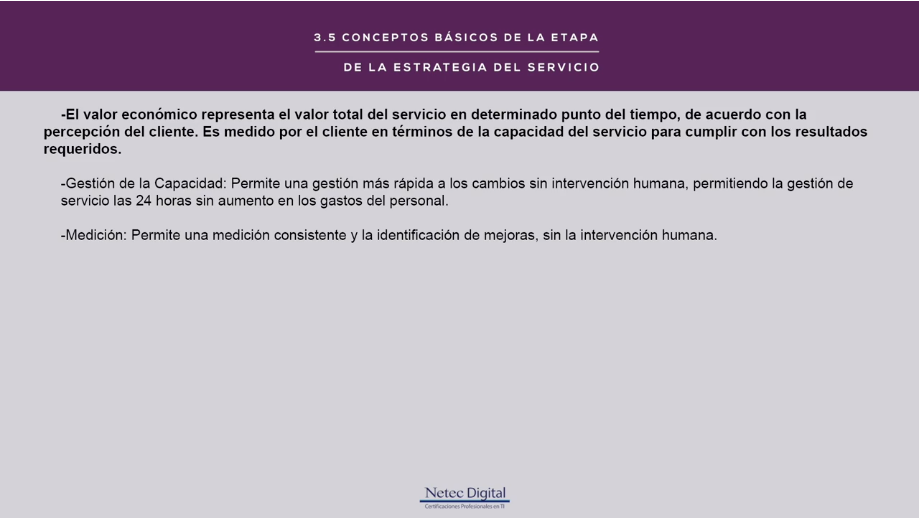 3.5 CONCEPTOS BÁSICOS DE LA ETAPA
DE LA ESTRATEGIA DEL SERVICIO
-El valor económico representa el valor total del servicio en determinado punto del tiempo, de acuerdo con la
percepción del cliente. Es medido por el cliente en términos de la capacidad del servicio para cumplir con los resultados
requeridos.
-Gestión de la Capacidad: Permite una gestión más rápida a los cambios sin intervención humana, permitiendo la gestión de
servicio las 24 horas sin aumento en los gastos del personal.
-Medición: Permite una medición consistente y la identificación de mejoras, sin la intervención humana.
Netec Digital
Certificaciones Profesionales en TI